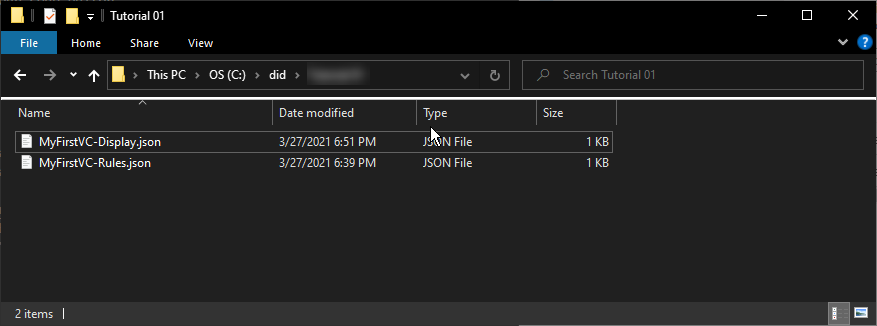 Tutorial 01
File Home Share View
This PC OS (C:) did
Search Tutorial 01
Name Date modified Type Size
MyFirstVC-Display.json 3/27/2021 6:51 PM JSON File 1 KB
MyFirstVC-Rules.json 3/27/2021 6:39 PM JSON File 1 KB
2 items